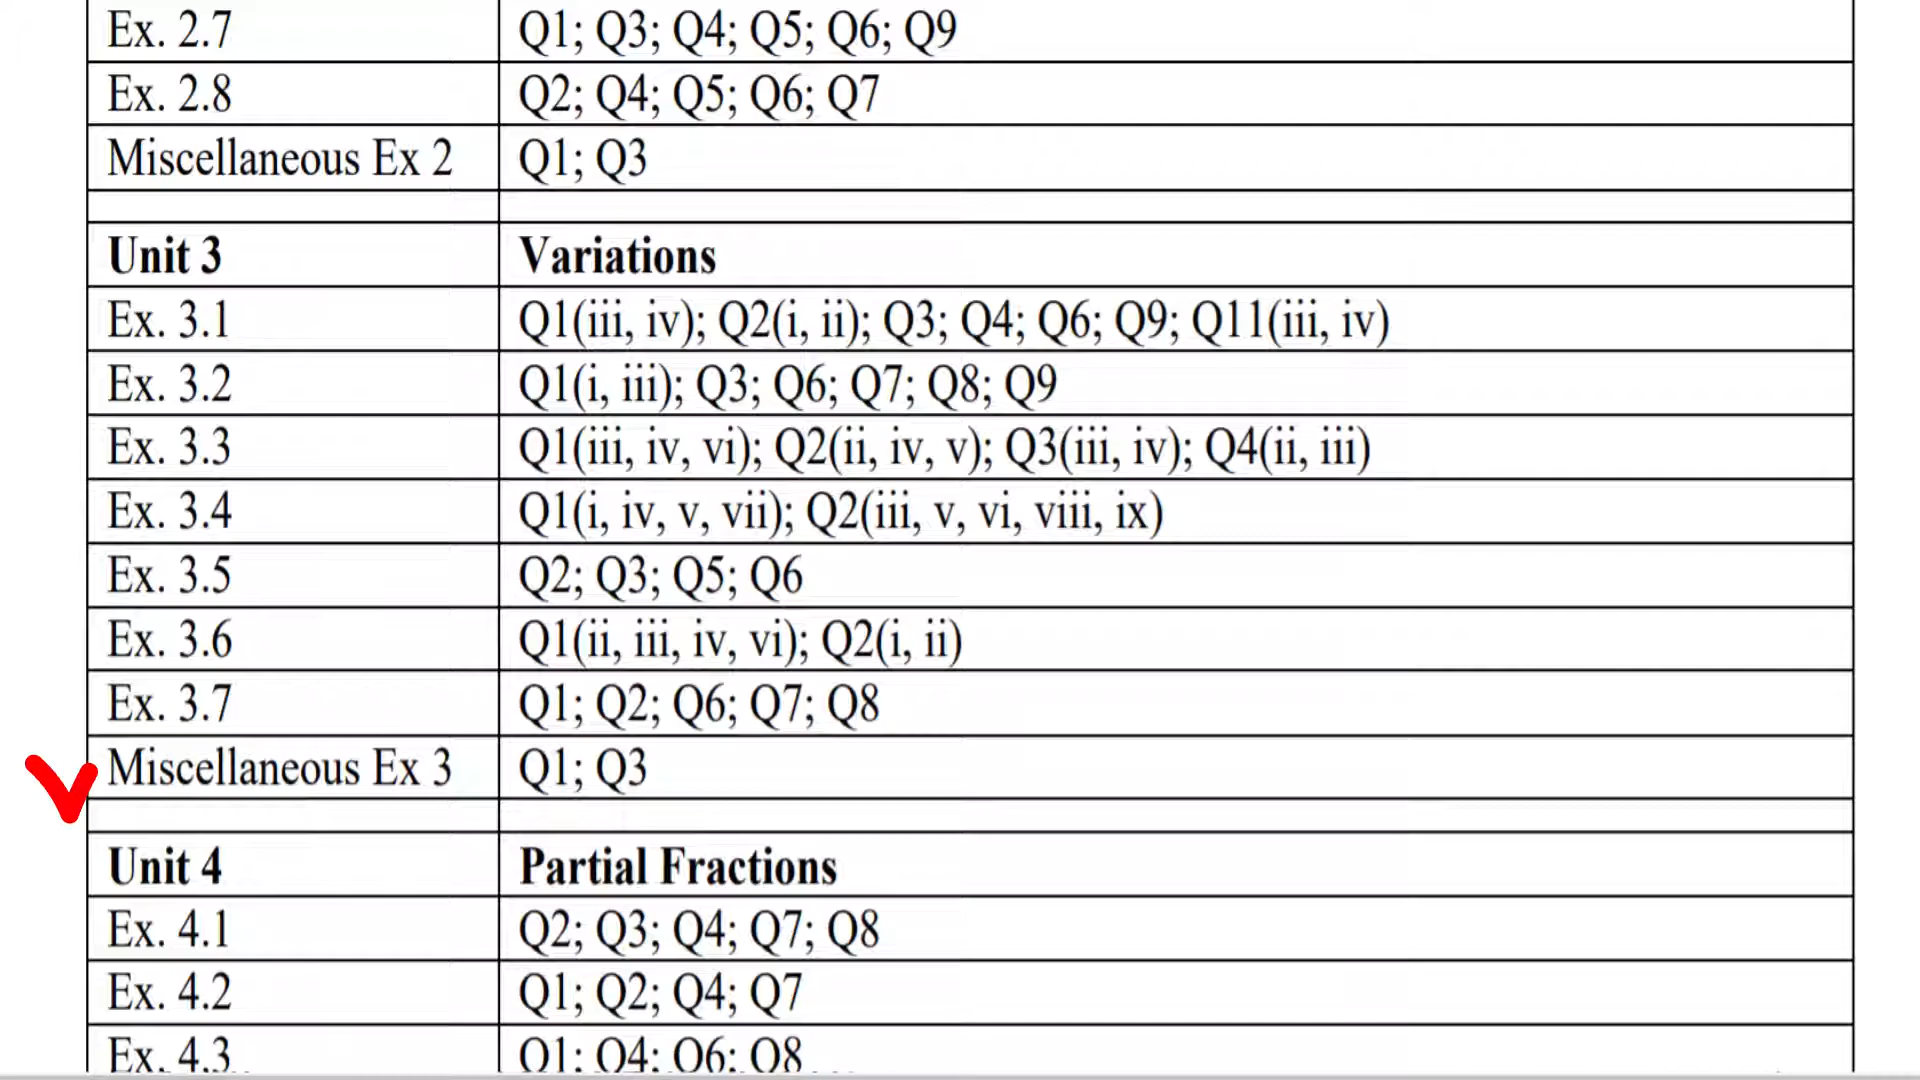 Ex. 2.7 Q1; Q3; Q4; Q5; Q6; Q9
Ex. 2.8 Q2; Q4; Q5; Q6; Q7
Miscellaneous Ex 2 Q1; Q3
Unit 3 Variations
Ex. 3.1 Q1(iii, iv); Q2(i, ii); Q3; Q4; Q6; Q9; Q11(iii, iv)
Ex. 3.2 Q1(i, iii); Q3; Q6; Q7; Q8; Q9
Ex. 3.3 Q1(iii, iv, vi); Q2(ii, iv, v); Q3(iii, iv); Q4(ii, iii)
Ex. 3.4 Q1(i, iv, v, vii); Q2(iii, v, vi, viii, ix)
Ex. 3.5 Q2; Q3; Q5; Q6
Ex. 3.6 Q1(ii, iii, iv, vi); Q2(i, ii)
Ex. 3.7 Q1; Q2; Q6; Q7; Q8
Miscellaneous Ex 3 Q1; Q3
Unit 4 Partial Fractions
Ex. 4.1 Q2; Q3; Q4; Q7; Q8
Ex. 4.2 Q1; Q2; Q4; Q7
Ex. 4.3 Q1; Q4; Q6; Q8